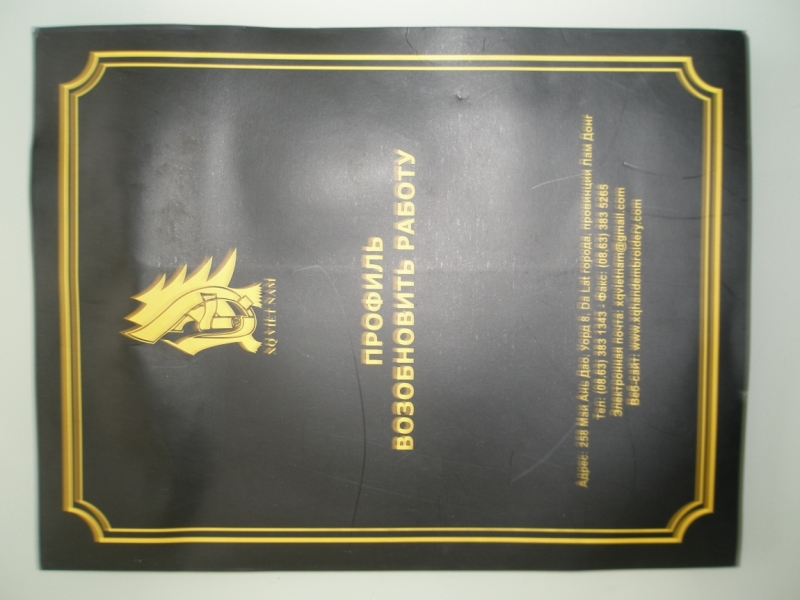 XQ VIET NAM
ПРОФИЛЬ
ВОЗОБНОВИТЬ РАБОТУ
Адрес: 258 Май Ань Дао, Уорд 8, Da Lat города, провинций Лам Донг
Тел: (08,63) 383 1343 - Факс: (08,63) 383 5265
Электронная почта: xqvietnam@gmail.com
Веб-сайт: www.xqhandembroidery.com